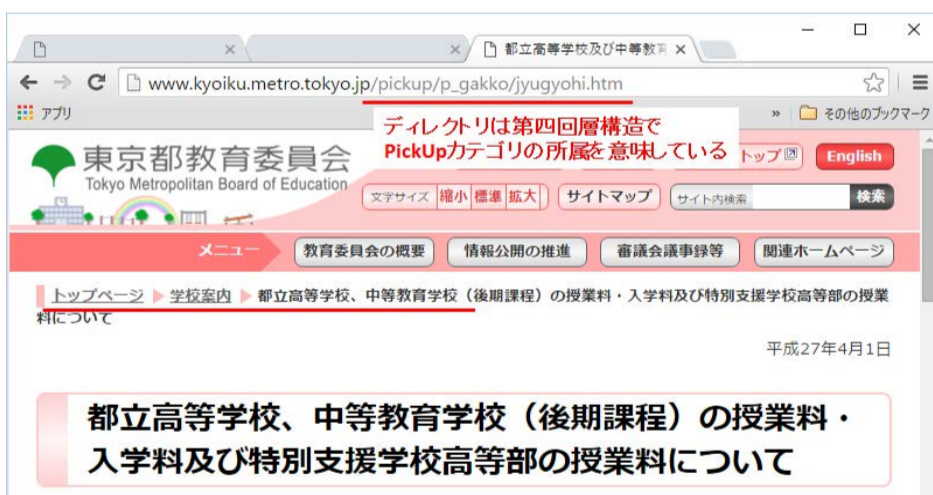 都立高等学校及び中等教育
www.kyoiku.metro.tokyo.jp/pickup/p_gakko/jyugyohi.htm
アプリ
» その他のブックマーク
ディレクトリは第四回層構造で
PickUpカテゴリの所属を意味している
東京都教育委員会
Tokyo Metropolitan Board of Education
トップ English
文字サイズ 縮小 標準 拡大 サイトマップ サイト内検索 検索
メニュー 教育委員会の概要 情報公開の推進 審議会議事録等 関連ホームページ
トップページ 学校案内 都立高等学校、中等教育学校（後期課程）の授業料・入学料及び特別支援学校高等部の授業
料について
平成27年4月1日
都立高等学校、中等教育学校（後期課程）の授業料・
入学料及び特別支援学校高等部の授業料について